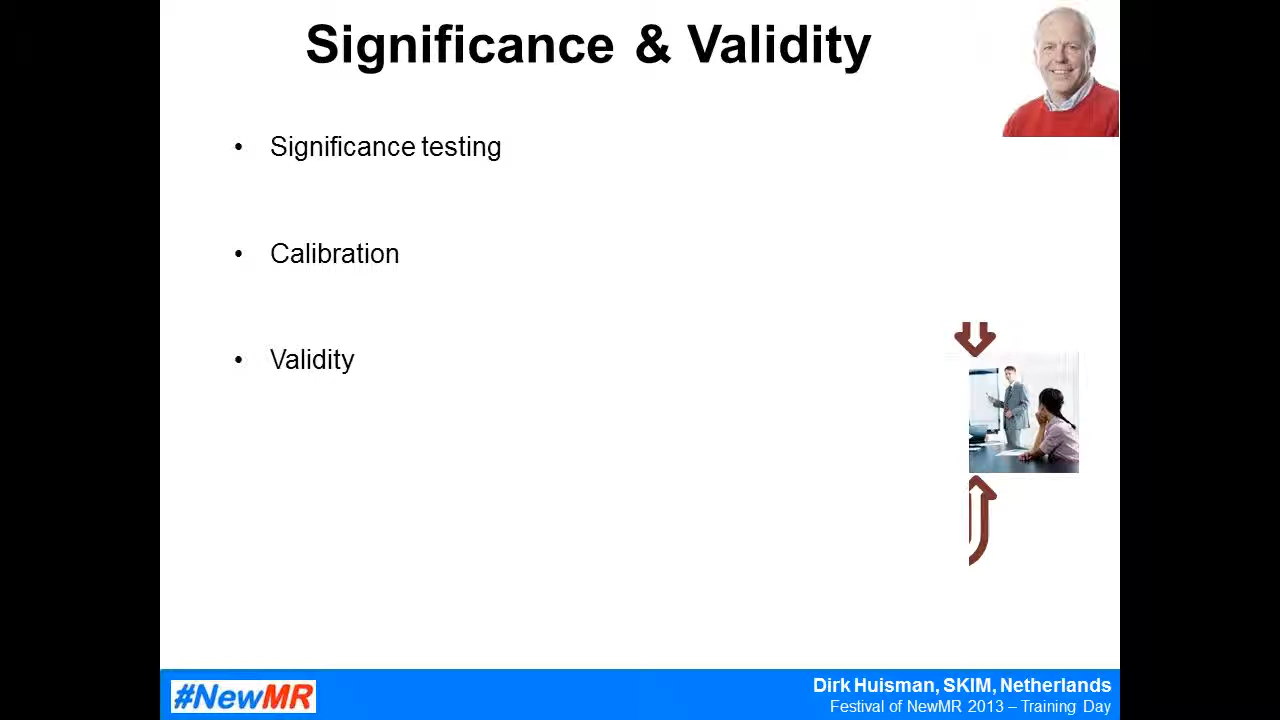 Significance & Validity
• Significance testing
• Calibration
• Validity
#NewMR
Dirk Huisman, SKIM, Netherlands
Festival of NewMR 2013 – Training Day